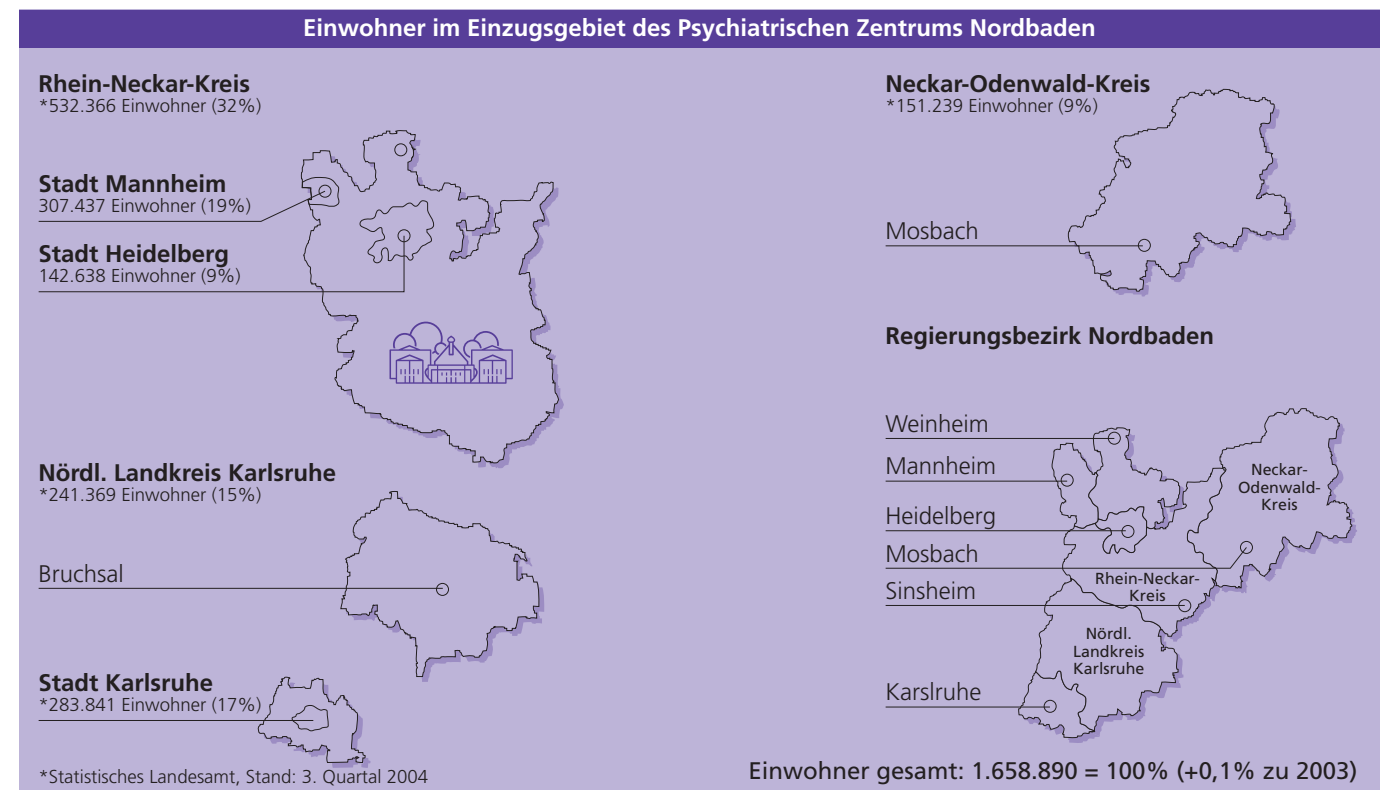 Einwohner im Einzugsgebiet des Psychiatrischen Zentrums Nordbaden
Rhein-Neckar-Kreis
*532.366 Einwohner (32%)
Stadt Mannheim
307.437 Einwohner (19%)
Stadt Heidelberg
142.638 Einwohner (9%)
Nördl. Landkreis Karlsruhe
*241.369 Einwohner (15%)
Bruchsal
Stadt Karlsruhe
*283.841 Einwohner (17%)
*Statistisches Landesamt, Stand: 3. Quartal 2004
Neckar-Odenwald-Kreis
*151.239 Einwohner (9%)
Mosbach
Regierungsbezirk Nordbaden
Weinheim
Mannheim
Heidelberg
Mosbach
Sinsheim
Karslruhe
Neckar-
Odenwald-
Kreis
Rhein-Neckar-
Kreis
Nördl.
Landkreis
Karlsruhe
Einwohner gesamt: 1.658.890 = 100% (+0,1% zu 2003)